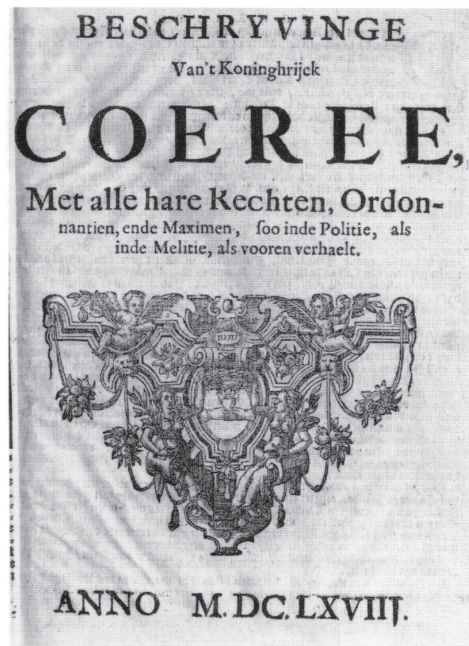 BESCHRYVINGE
Van't Koninghrijck
COEREE,
Met alle hare Rechten, Ordon-
nantien, ende Maximen, soo inde Politie, als
inde Melitie, als vooren verhaelt.
ANNO M. DC. LXVIIJ.